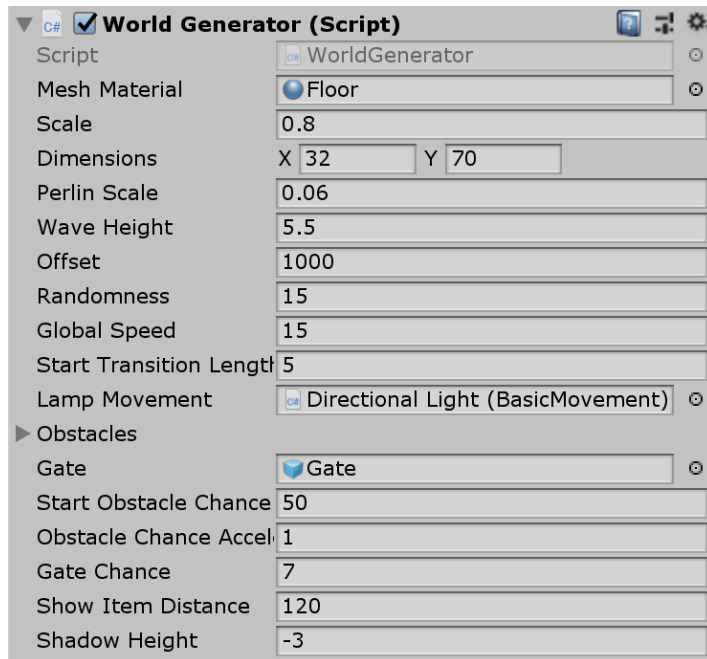 C# World Generator (Script)
Script C# WorldGenerator
Mesh Material Floor
Scale 0.8
Dimensions X 32 Y 70
Perlin Scale 0.06
Wave Height 5.5
Offset 1000
Randomness 15
Global Speed 15
Start Transition Lengt 5
Lamp Movement C# Directional Light (BasicMovement)
Obstacles
Gate Gate
Start Obstacle Chance 50
Obstacle Chance Accel 1
Gate Chance 7
Show Item Distance 120
Shadow Height -3